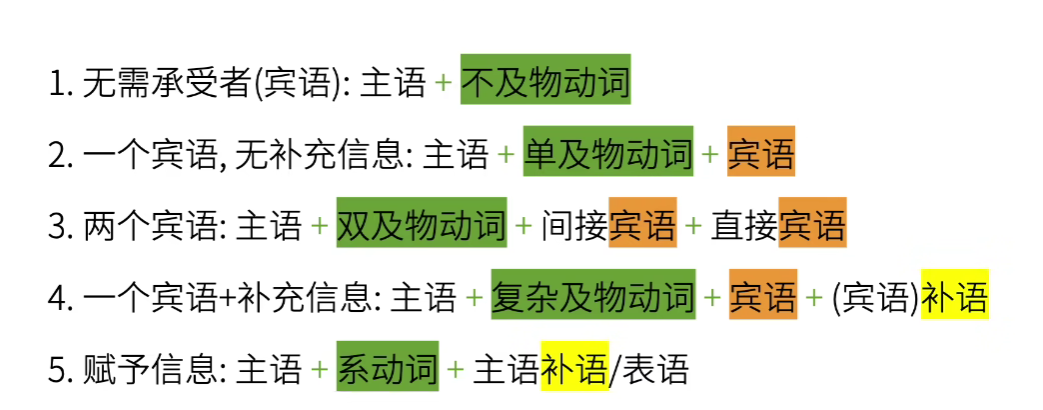 1. 无需承受者(宾语): 主语 + 不及物动词
2. 一个宾语, 无补充信息: 主语 + 单及物动词 + 宾语
3. 两个宾语: 主语 + 双及物动词 + 间接宾语 + 直接宾语
4. 一个宾语+补充信息: 主语 + 复杂及物动词 + 宾语 + (宾语)补语
5. 赋予信息: 主语 + 系动词 + 主语补语/表语